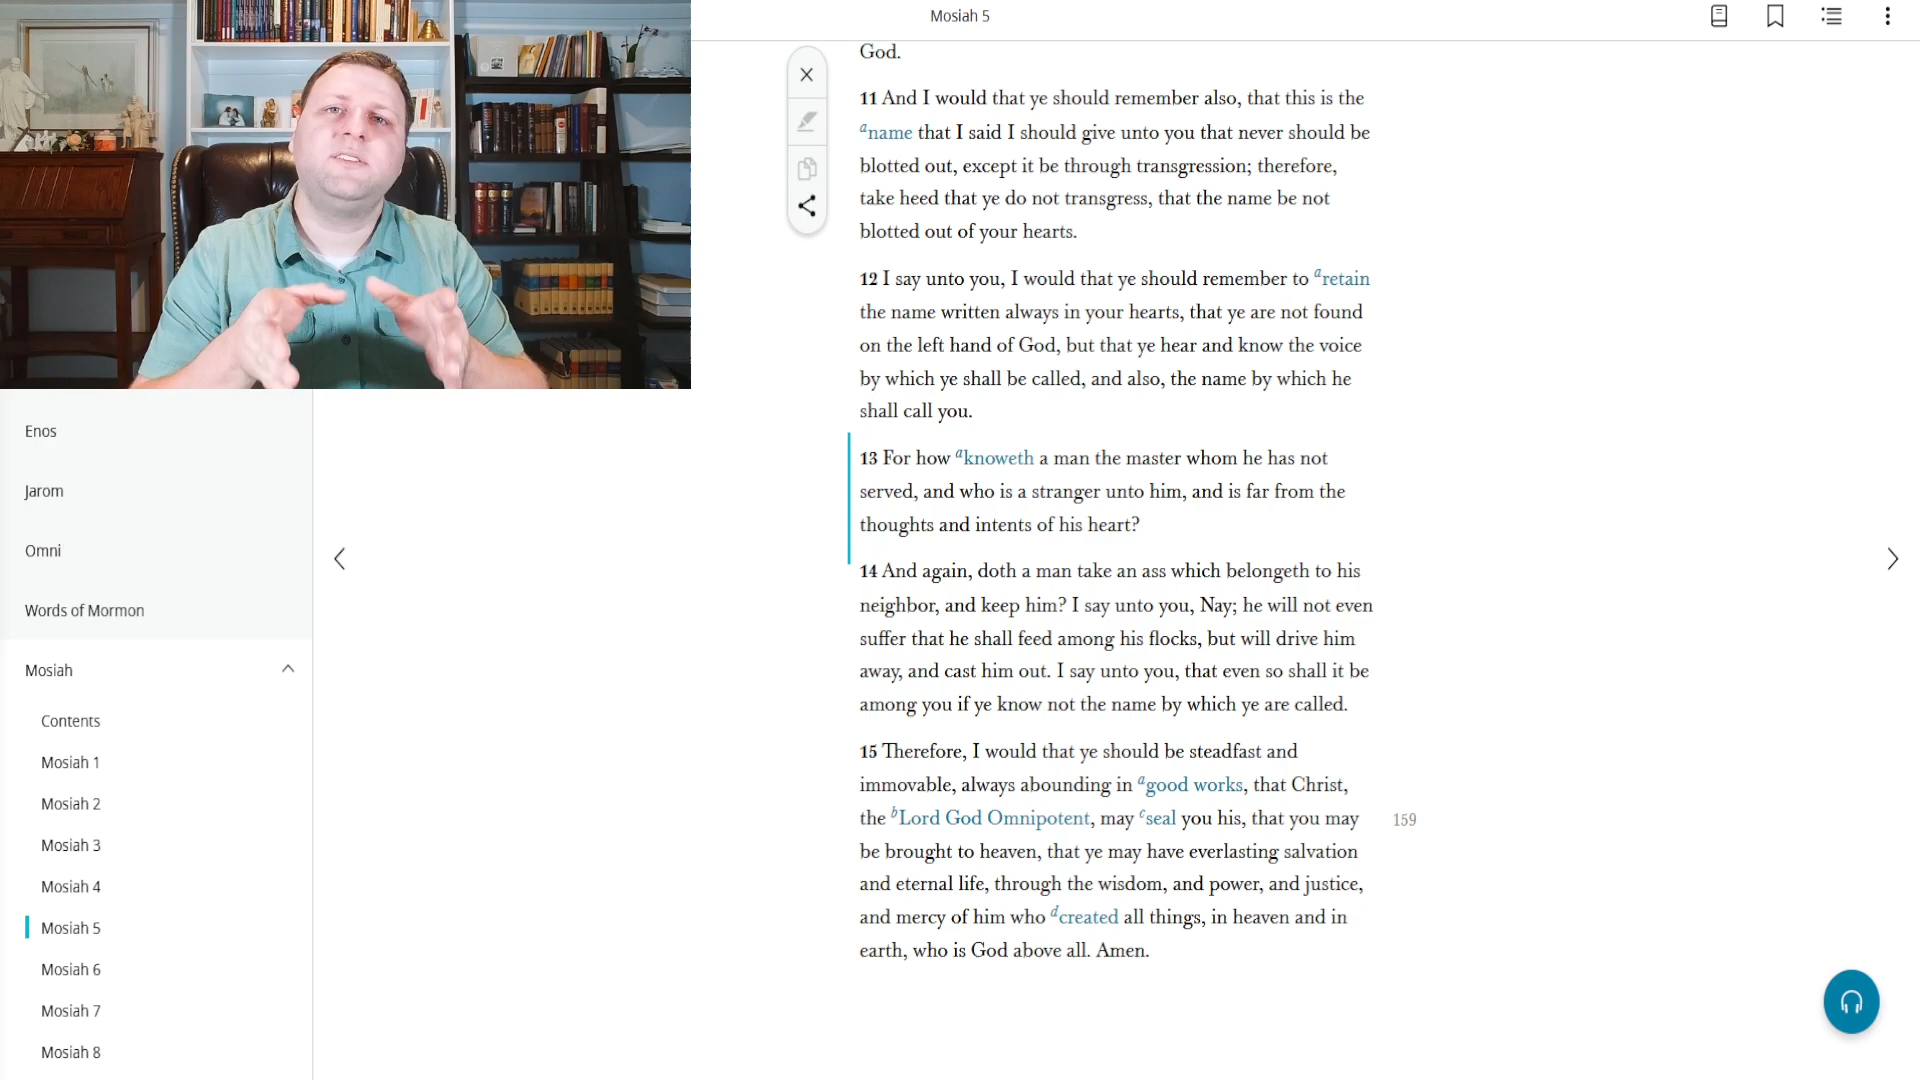 Mosiah 5
God.
11 And I would that ye should remember also, that this is the
aname that I said I should give unto you that never should be
blotted out, except it be through transgression; therefore,
take heed that ye do not transgress, that the name be not
blotted out of your hearts.
12 I say unto you, I would that ye should remember to aretain
the name written always in your hearts, that ye are not found
on the left hand of God, but that ye hear and know the voice
by which ye shall be called, and also, the name by which he
shall call you.
13 For how aknoweth a man the master whom he has not
served, and who is a stranger unto him, and is far from the
thoughts and intents of his heart?
14 And again, doth a man take an ass which belongeth to his
neighbor, and keep him? I say unto you, Nay; he will not even
suffer that he shall feed among his flocks, but will drive him
away, and cast him out. I say unto you, that even so shall it be
among you if ye know not the name by which ye are called.
15 Therefore, I would that ye should be steadfast and
immovable, always abounding in agood works, that Christ,
the bLord God Omnipotent, may cseal you his, that you may
159
be brought to heaven, that ye may have everlasting salvation
and eternal life, through the wisdom, and power, and justice,
and mercy of him who dcreated all things, in heaven and in
earth, who is God above all. Amen.
Enos
Jarom
Omni
Words of Mormon
Mosiah
Contents
Mosiah 1
Mosiah 2
Mosiah 3
Mosiah 4
Mosiah 5
Mosiah 6
Mosiah 7
Mosiah 8